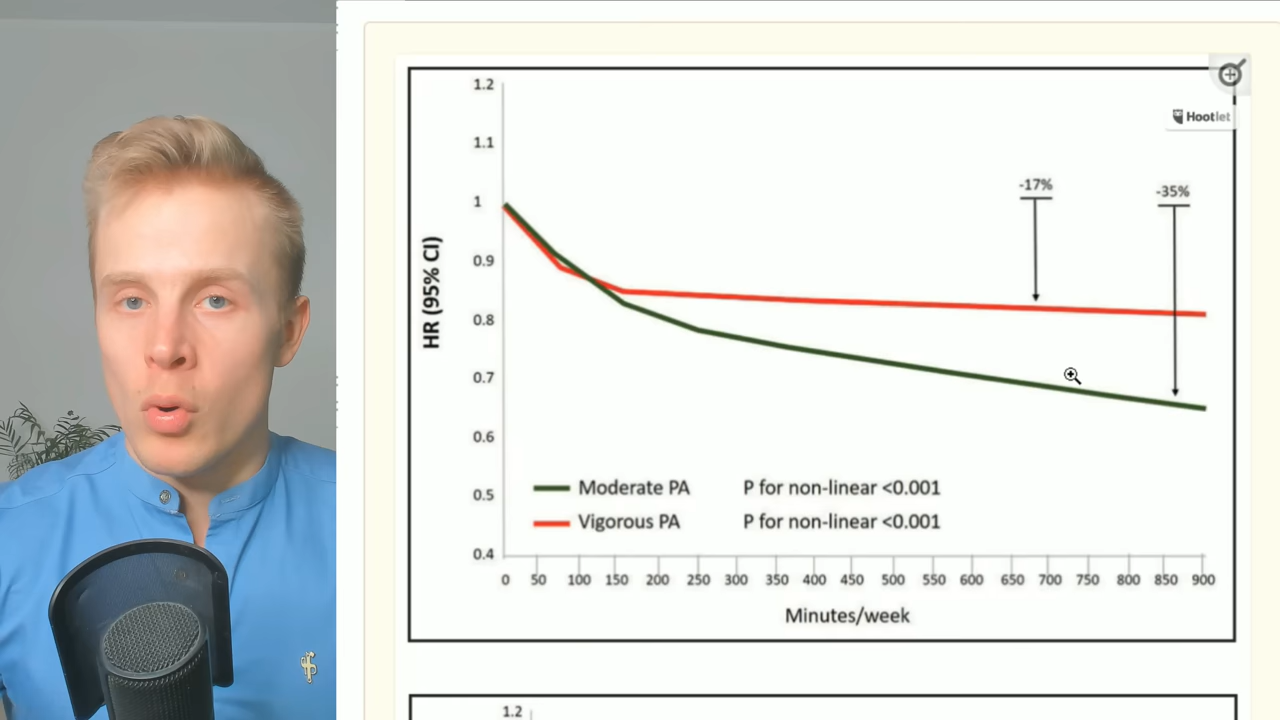 1.2
Hootlet
1.1
-17%
-35%
1
0.9
HR (95% CI)
0.8
0.7
0.6
Moderate PA P for non-linear <0.001
0.5
Vigorous PA P for non-linear <0.001
0.4
0 50 100 150 200 250 300 350 400 450 500 550 600 650 700 750 800 850 900
Minutes/week
1.2